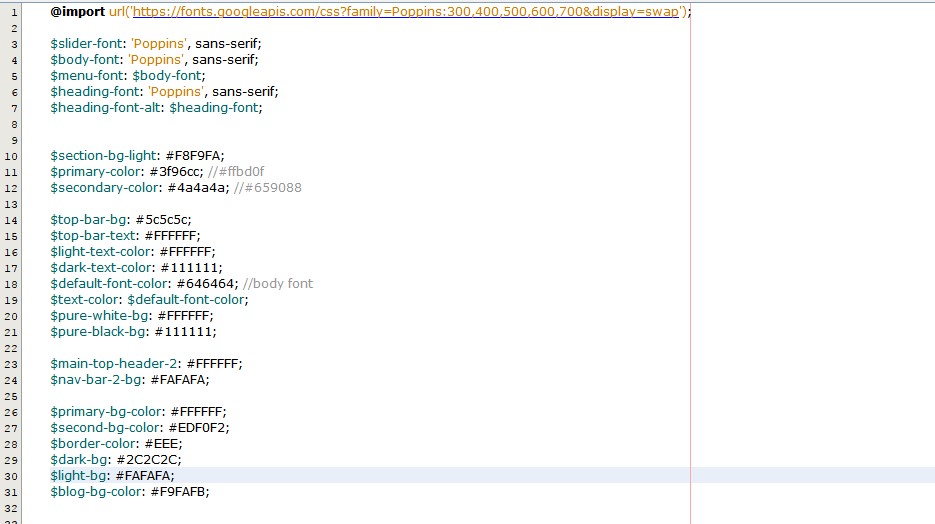 1 @import url('https://fonts.googleapis.com/css?family=Poppins:300,400,500,600,700&display=swap');
2
3 $slider-font: 'Poppins', sans-serif;
4 $body-font: 'Poppins', sans-serif;
5 $menu-font: $body-font;
6 $heading-font: 'Poppins', sans-serif;
7 $heading-font-alt: $heading-font;
8
9
10 $section-bg-light: #F8F9FA;
11 $primary-color: #3f96cc; //#ffbd0f
12 $secondary-color: #4a4a4a; //#659088
13
14 $top-bar-bg: #5c5c5c;
15 $top-bar-text: #FFFFFF;
16 $light-text-color: #FFFFFF;
17 $dark-text-color: #111111;
18 $default-font-color: #646464; //body font
19 $text-color: $default-font-color;
20 $pure-white-bg: #FFFFFF;
21 $pure-black-bg: #111111;
22
23 $main-top-header-2: #FFFFFF;
24 $nav-bar-2-bg: #FAFAFA;
25
26 $primary-bg-color: #FFFFFF;
27 $second-bg-color: #EDF0F2;
28 $border-color: #EEE;
29 $dark-bg: #2C2C2C;
30 $light-bg: #FAFAFA;
31 $blog-bg-color: #F9FAFB;
32